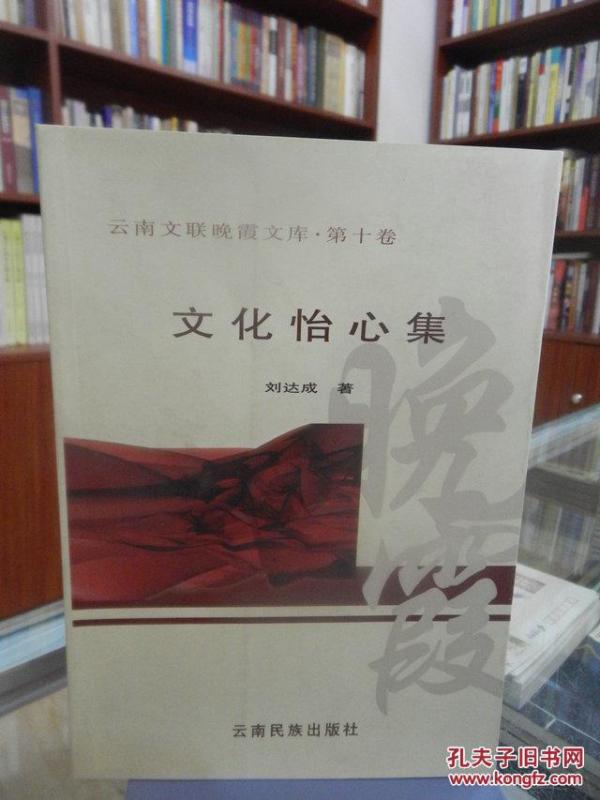 云南文联晚霞文库·第十卷
文化怡心集
刘达成 著
晚霞
云南民族出版社
孔夫子旧书网
www.kongfz.com